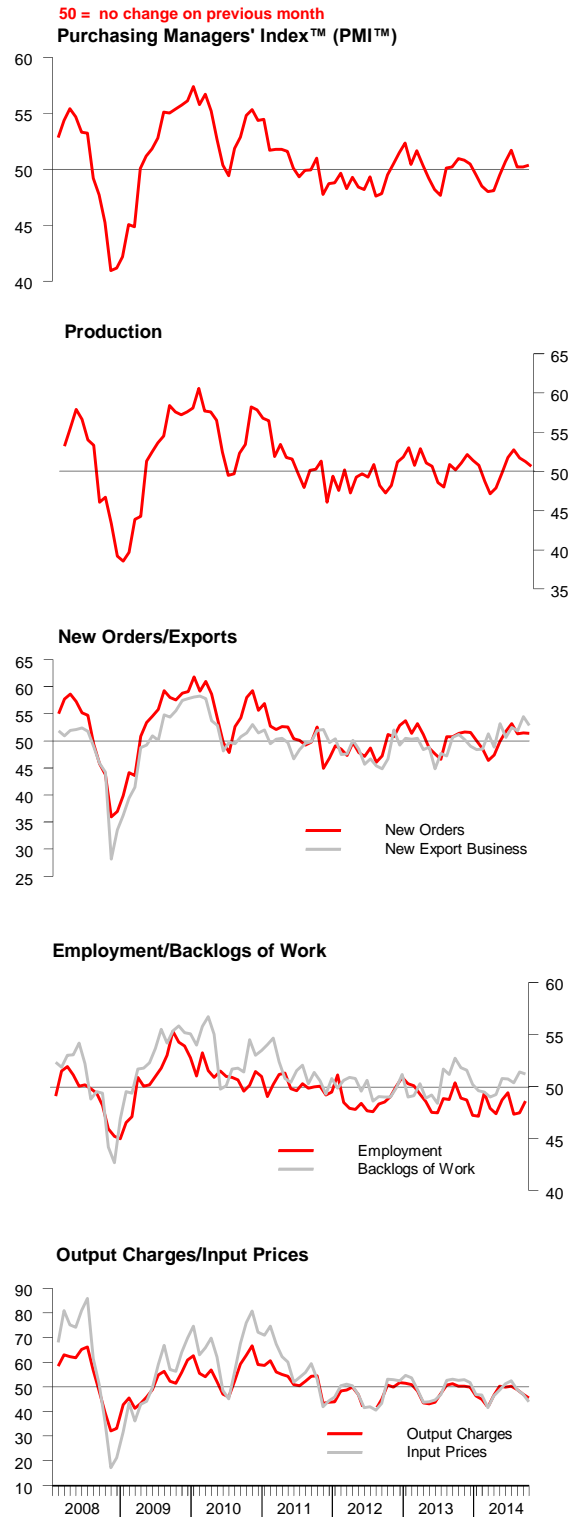 50 = no change on previous month
Purchasing Managers' Index™ (PMI™)
60
55
50
45
40
Production
65
60
55
50
45
40
35
New Orders/Exports
65
60
55
50
45
40
35
30
25
New Orders
New Export Business
Employment/Backlogs of Work
60
55
50
45
40
Employment
Backlogs of Work
Output Charges/Input Prices
90
80
70
60
50
40
30
20
10
Output Charges
Input Prices
2008 2009 2010 2011 2012 2013 2014